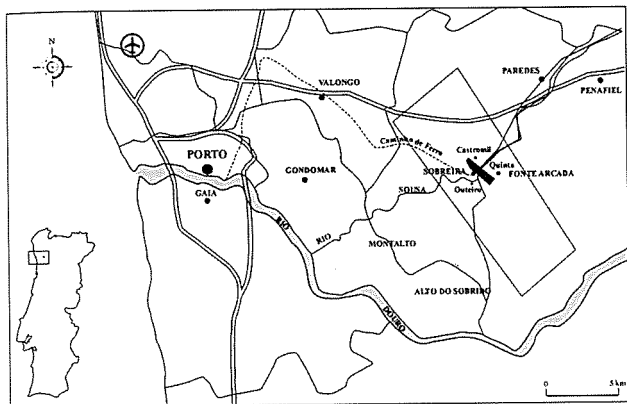 N
VALONGO
PAREDES
PENAFIEL
Caminho de Ferro
Castromil
PORTO
Quinta
GONDOMAR
SOBREIRA
FONTE ARCADA
GAIA
SOUSA
Outeiro
RIO
RIO
MONTALTO
ALTO DO SOBRIDO
DOURO
0 5 km